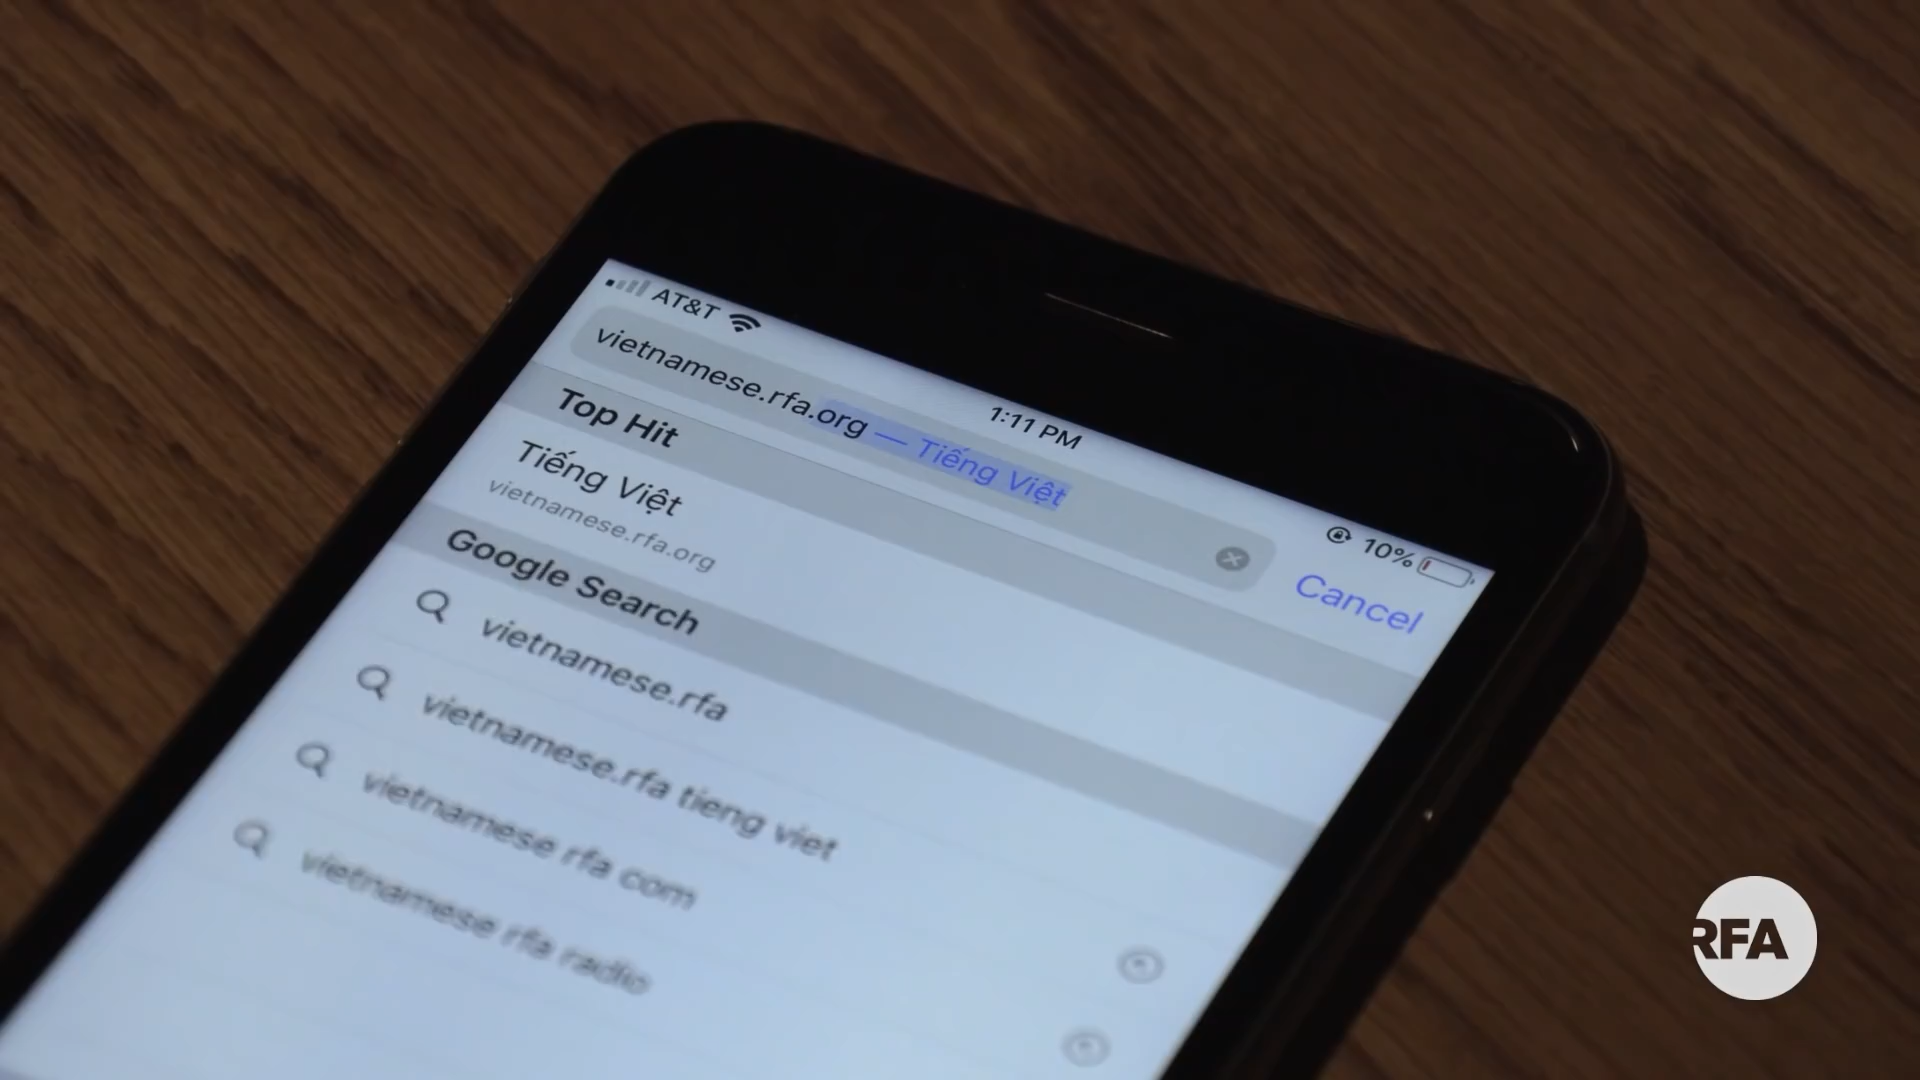 AT&T
1:11 PM
10%
vietnamese.rfa.org — Tiếng Việt
Cancel
Top Hit
Tiếng Việt
vietnamese.rfa.org
Google Search
vietnamese.rfa
vietnamese.rfa tieng viet
vietnamese rfa com
vietnamese rfa radio
RFA